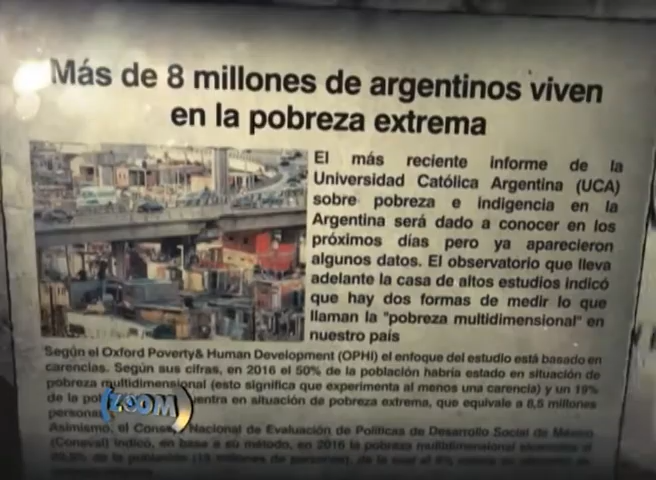 Más de 8 millones de argentinos viven
en la pobreza extrema
El más reciente informe de la
Universidad Católica Argentina (UCA)
sobre pobreza e indigencia en la
Argentina será dado a conocer en los
próximos días pero ya aparecieron
algunos datos. El observatorio que lleva
adelante la casa de altos estudios indicó
que hay dos formas de medir lo que
llaman la "pobreza multidimensional" en
nuestro país
Según el Oxford Poverty& Human Development (OPHI) el enfoque del estudio está basado en
carencias. Según sus cifras, en 2016 el 50% de la población habría estado en situación de
pobreza multidimensional (esto significa que experimenta al menos una carencia) y un 19%
de la en situación de pobreza extrema, que equivale a 8,5 millones
ZOOM
Asimismo, el Nacional de Evaluación de Políticas de Desarrollo Social de México
(Coneval) indicó, en base a su método, en 2016 la pobreza multidimensional